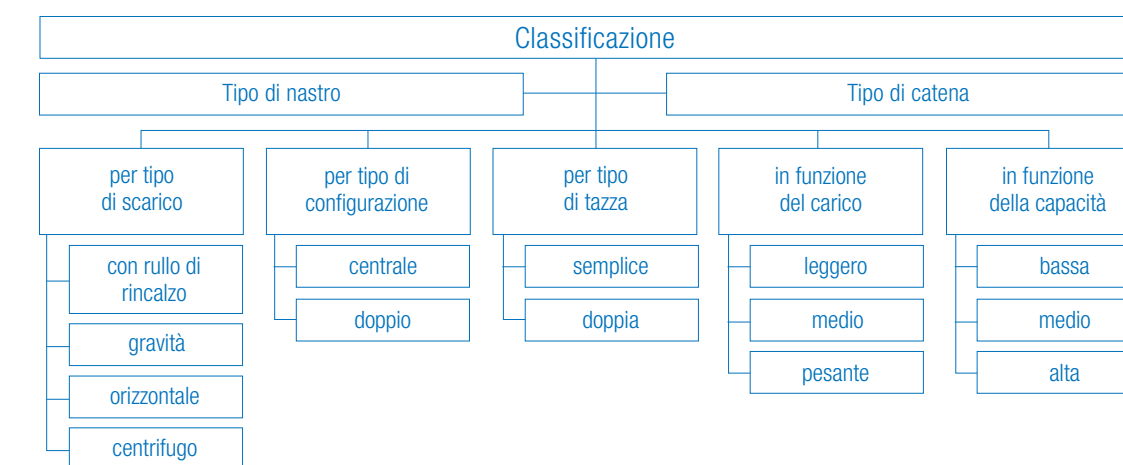 Classificazione
Tipo di nastro
Tipo di catena
per tipo
di scarico
con rullo di
rincalzo
gravità
orizzontale
centrifugo
per tipo di
configurazione
centrale
doppio
per tipo
di tazza
semplice
doppia
in funzione
del carico
leggero
medio
pesante
in funzione
della capacità
bassa
medio
alta